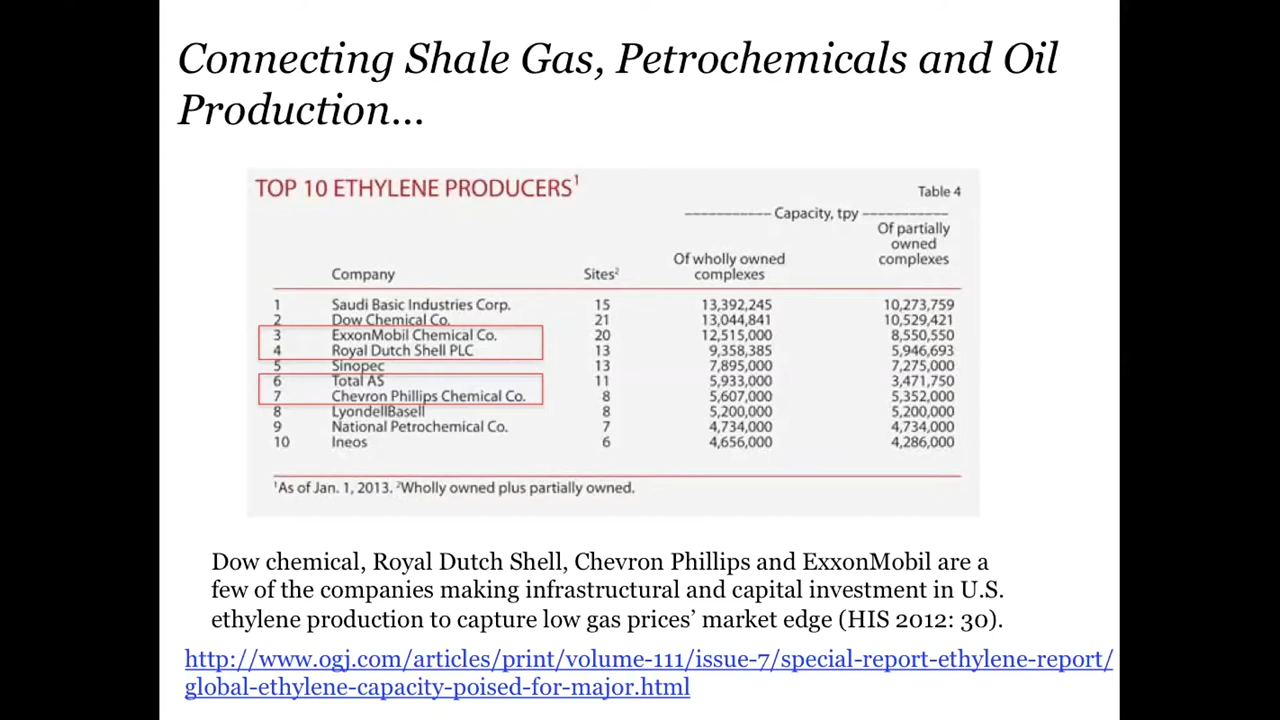 Connecting Shale Gas, Petrochemicals and Oil
Production...
TOP 10 ETHYLENE PRODUCERS¹
Table 4
----------- Capacity, tpy -----------
Of partially
owned
Of wholly owned complexes
Company Sites² complexes
1 Saudi Basic Industries Corp. 15 13,392,245 10,273,759
2 Dow Chemical Co. 21 13,044,841 10,529,421
3 ExxonMobil Chemical Co. 20 12,515,000 8,550,550
4 Royal Dutch Shell PLC 13 9,358,385 5,946,693
5 Sinopec 13 7,895,000 7,275,000
6 Total AS 11 5,933,000 3,471,750
7 Chevron Phillips Chemical Co. 8 5,607,000 5,352,000
8 LyondellBasell 8 5,200,000 5,200,000
9 National Petrochemical Co. 7 4,734,000 4,734,000
10 Ineos 6 4,656,000 4,286,000
¹As of Jan. 1, 2013. ²Wholly owned plus partially owned.
Dow chemical, Royal Dutch Shell, Chevron Phillips and ExxonMobil are a
few of the companies making infrastructural and capital investment in U.S.
ethylene production to capture low gas prices’ market edge (HIS 2012: 30).
http://www.ogj.com/articles/print/volume-111/issue-7/special-report-ethylene-report/
global-ethylene-capacity-poised-for-major.html